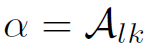 α = 𝒜_{lk}